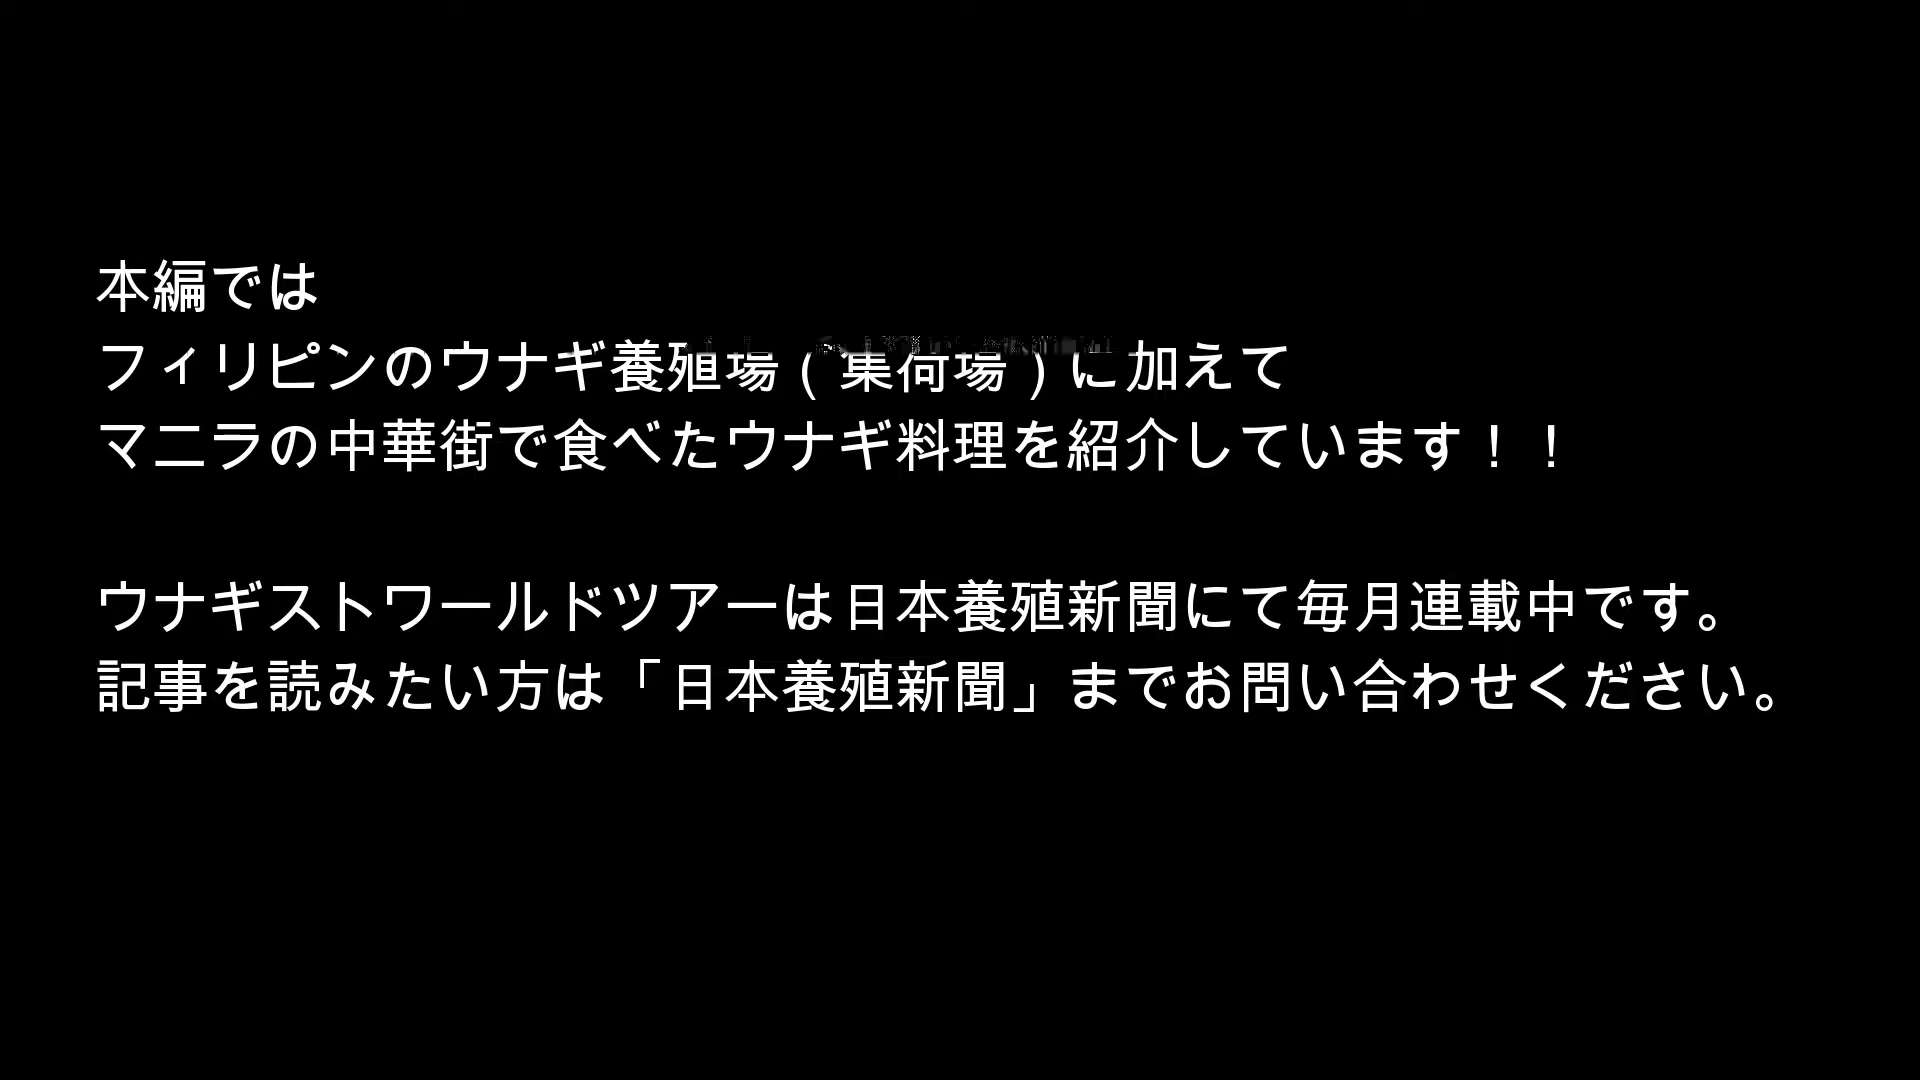 本編では
フィリピンのウナギ養殖場(集荷場)に加えて
マニラの中華街で食べたウナギ料理を紹介しています！！
ウナギストワールドツアーは日本養殖新聞にて毎月連載中です。
記事を読みたい方は「日本養殖新聞」までお問い合わせください。